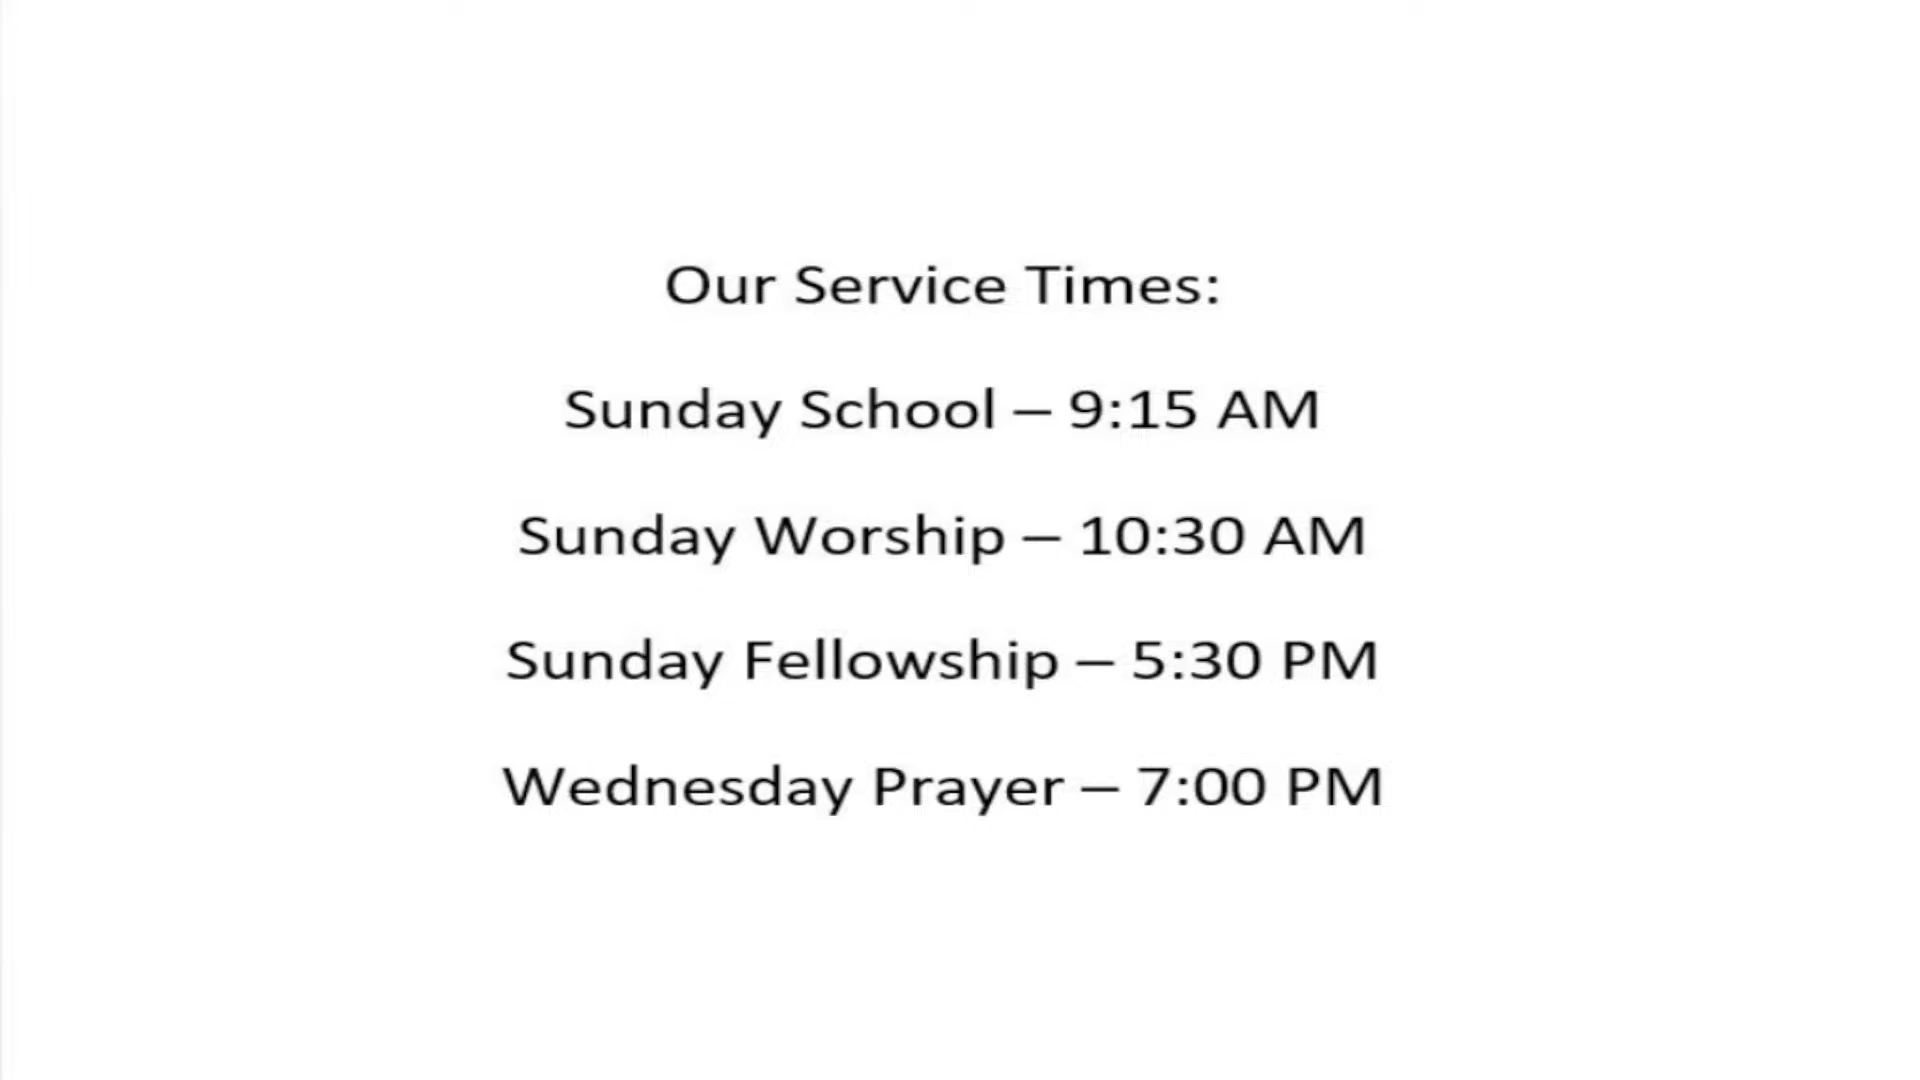 Our Service Times:
Sunday School – 9:15 AM
Sunday Worship – 10:30 AM
Sunday Fellowship – 5:30 PM
Wednesday Prayer – 7:00 PM